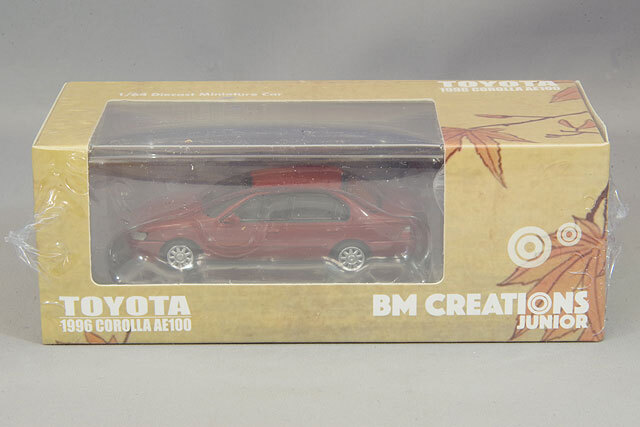 1/64 Diecast Miniature Car
TOYOTA
1996 COROLLA AE100
TOYOTA
1996 COROLLA AE100
BM CREATIONS
JUNIOR